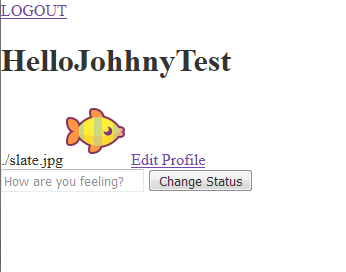 LOGOUT
HelloJohhnyTest
./slate.jpg Edit Profile
How are you feeling? Change Status